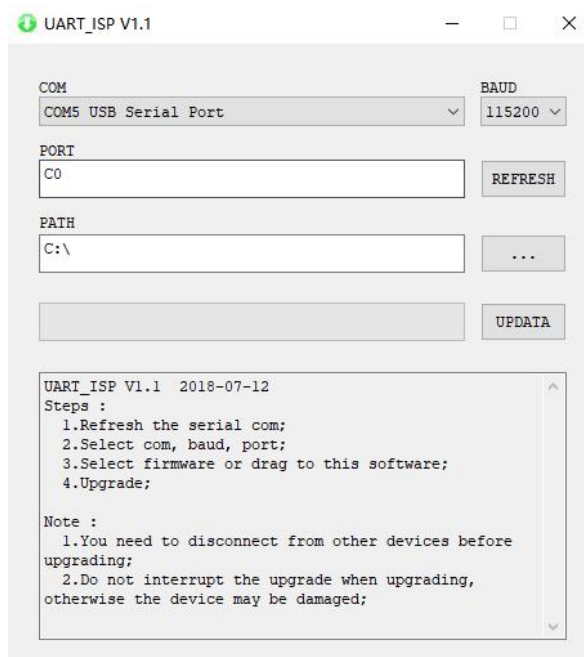 UART_ISP V1.1
COM
BAUD
COM5 USB Serial Port
115200
PORT
C0
REFRESH
PATH
C:\
...
UPDATA
UART_ISP V1.1  2018-07-12
Steps :
1.Refresh the serial com;
2.Select com, baud, port;
3.Select firmware or drag to this software;
4.Upgrade;
Note :
1.You need to disconnect from other devices before
upgrading;
2.Do not interrupt the upgrade when upgrading,
otherwise the device may be damaged;